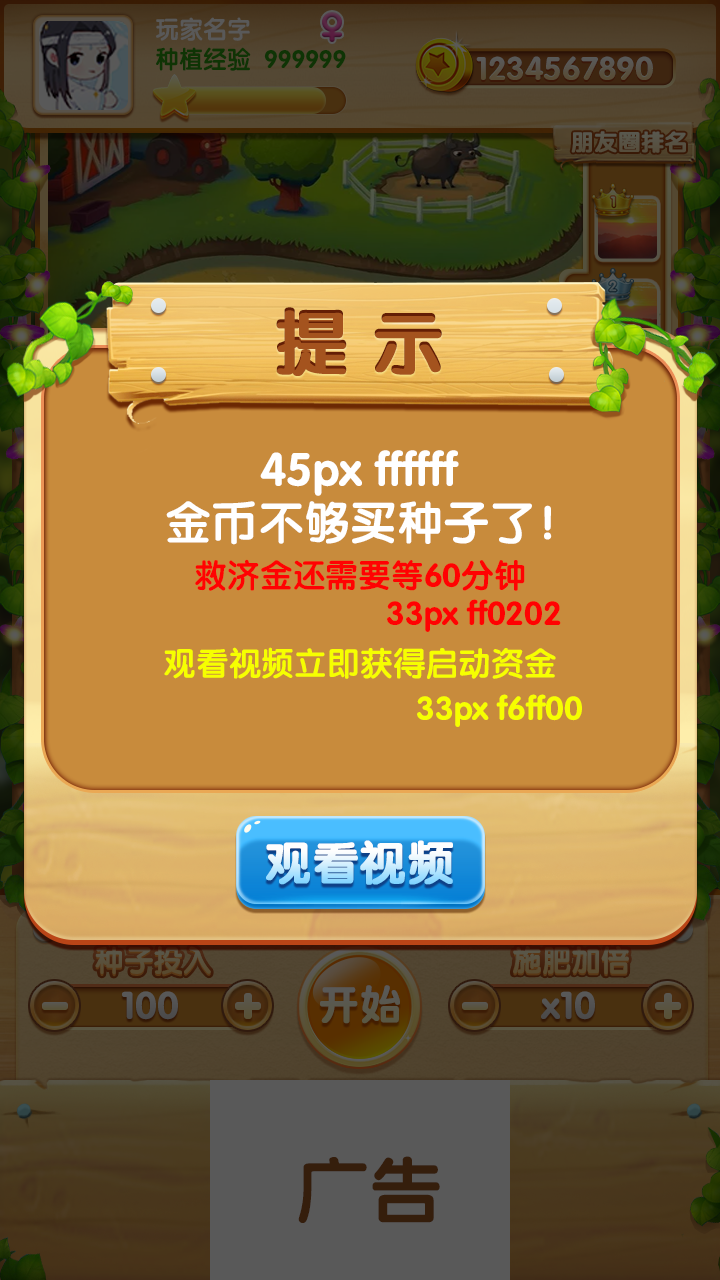 玩家名字
种植经验 999999
1234567890
朋友圈排名
1
2
提示
45px ffffff
金币不够买种子了!
救济金还需要等60分钟
33px ff0202
观看视频立即获得启动资金
33px f6ff00
观看视频
种子投入
施肥加倍
100
开始
x10
广告